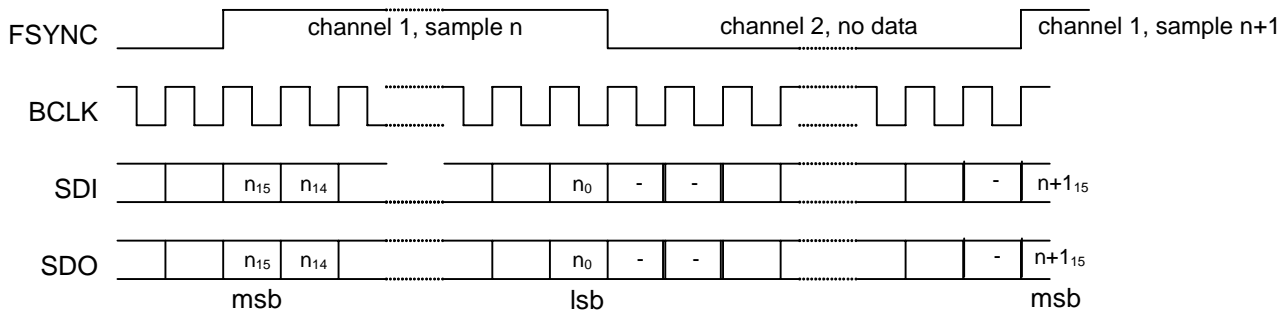 FSYNC channel 1, sample n channel 2, no data channel 1, sample n+1
BCLK
SDI n₁₅ n₁₄ n₀ - - - n+1₁₅
SDO n₁₅ n₁₄ n₀ - - - n+1₁₅
msb lsb msb